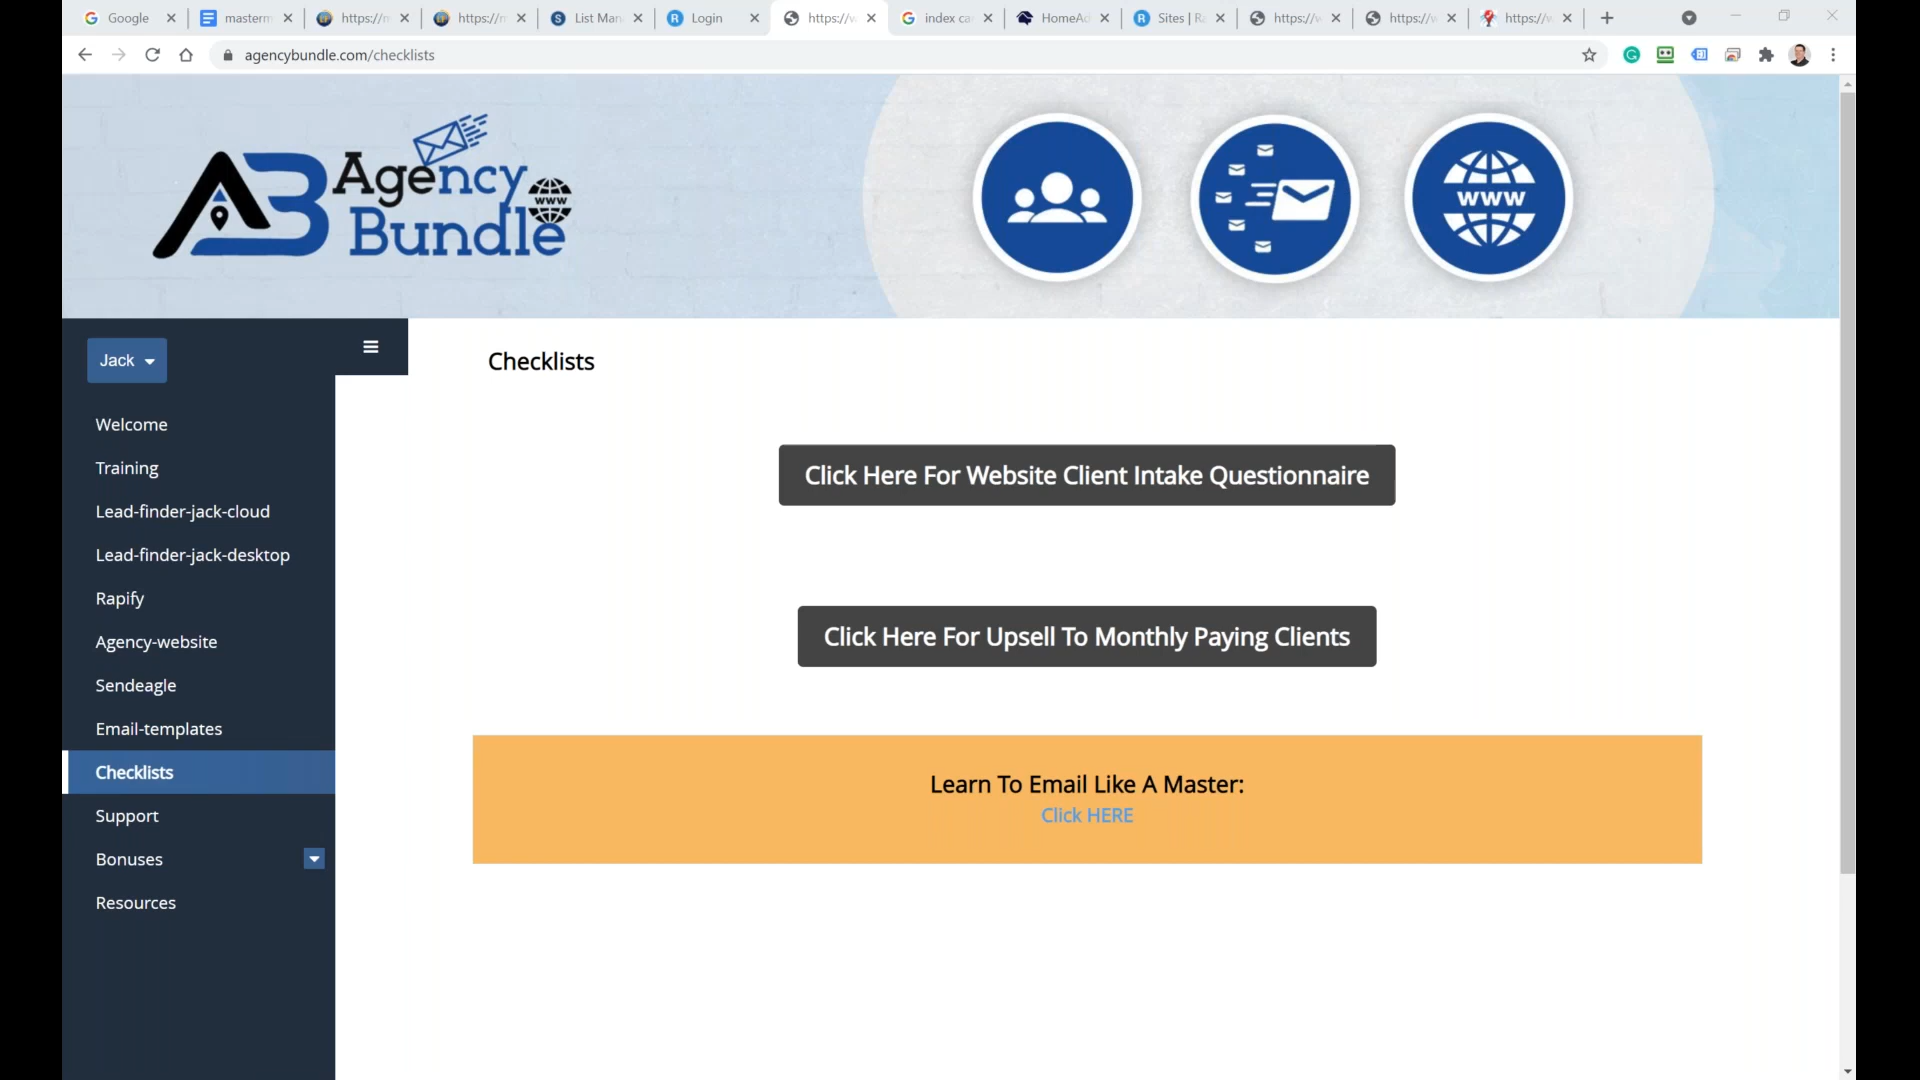 Google
masterm
https://n
https://n
List Man
Login
https://w
index ca
HomeAd
Sites | R
https://w
https://w
https://w
agencybundle.com/checklists
Agency
Bundle
www
www
Jack
Checklists
Click Here For Website Client Intake Questionnaire
Click Here For Upsell To Monthly Paying Clients
Learn To Email Like A Master:
Click HERE
Welcome
Training
Lead-finder-jack-cloud
Lead-finder-jack-desktop
Rapify
Agency-website
Sendeagle
Email-templates
Checklists
Support
Bonuses
Resources